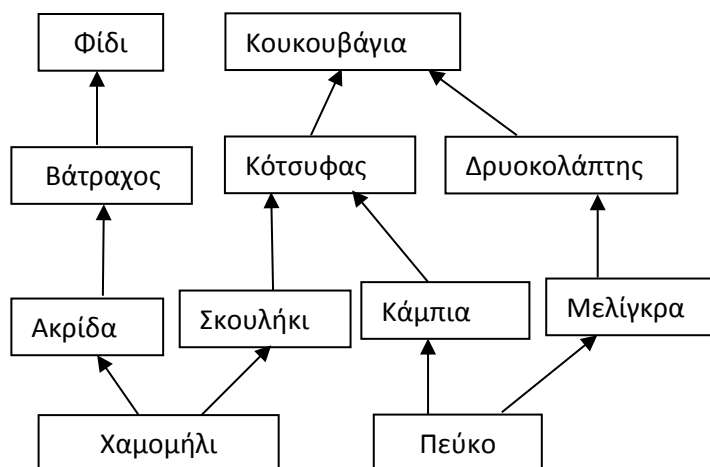 Φίδι
Κουκουβάγια
Βάτραχος
Κότσυφας
Δρυοκολάπτης
Ακρίδα
Σκουλήκι
Κάμπια
Μελίγκρα
Χαμομήλι
Πεύκο